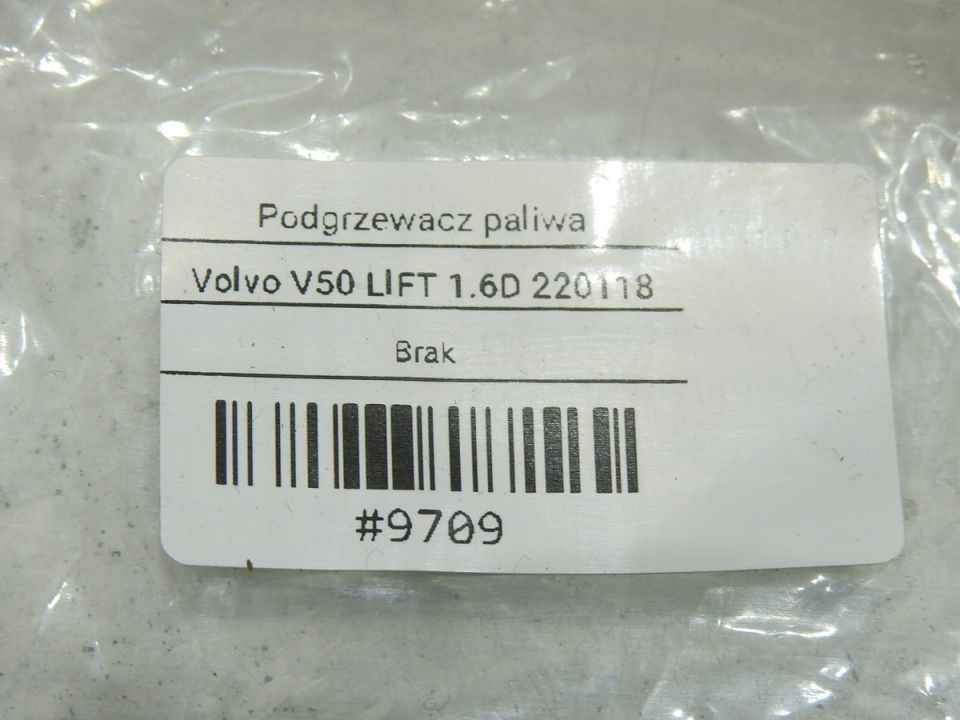 Podgrzewacz paliwa
Volvo V50 LIFT 1.6D 220118
Brak
#9709